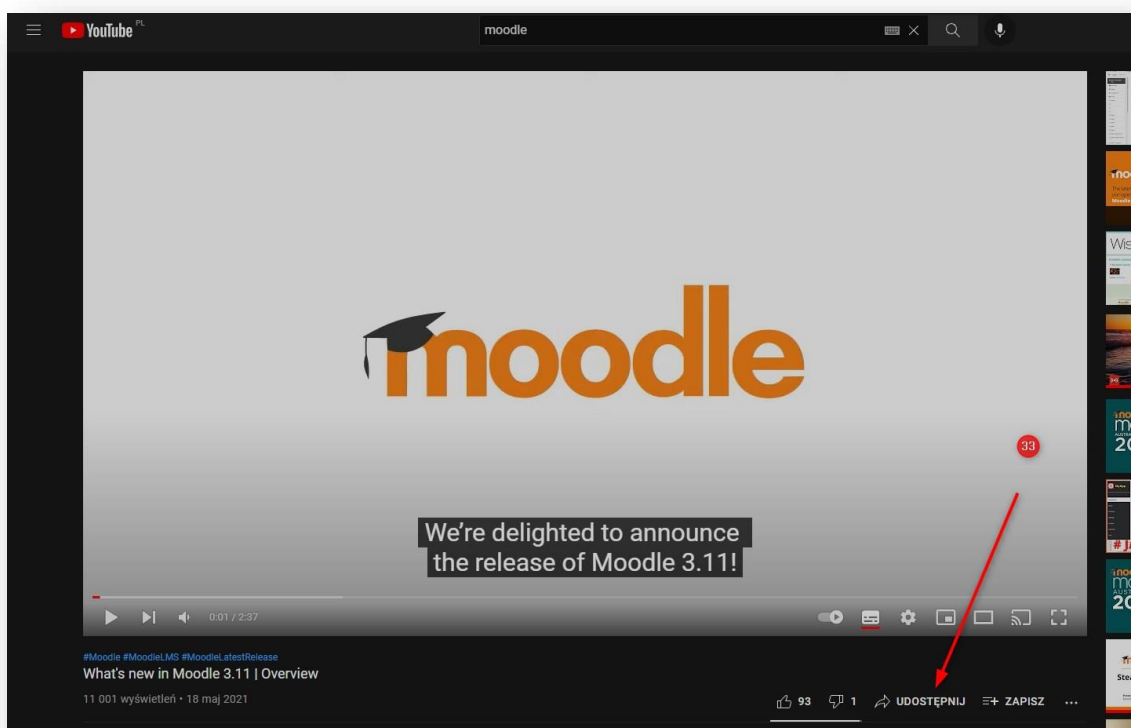 YouTube PL
moodle
moodle
33
We're delighted to announce
the release of Moodle 3.11!
0:01 / 2:37
#Moodle #MoodleLMS #MoodleLatestRelease
What's new in Moodle 3.11 | Overview
11 001 wyświetleń • 18 maj 2021
93 1 UDOSTĘPNIJ ZAPISZ ...